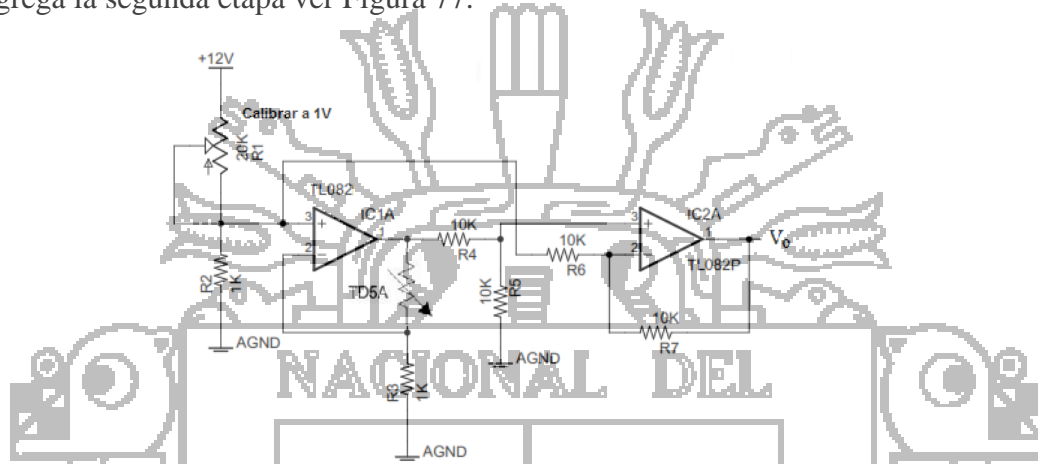 grega la segunda etapa ver Figura 77.
+12V
Calibrar a 1V
20K
R1
TL082
IC1A
3
2
1
10K
R4
3
2
1
IC2A
TL082P
Vo
10K
R6
R2
1K
TD5A
10K
R5
10K
R7
AGND
AGND
R3
1K
AGND
NACIONAL DEL